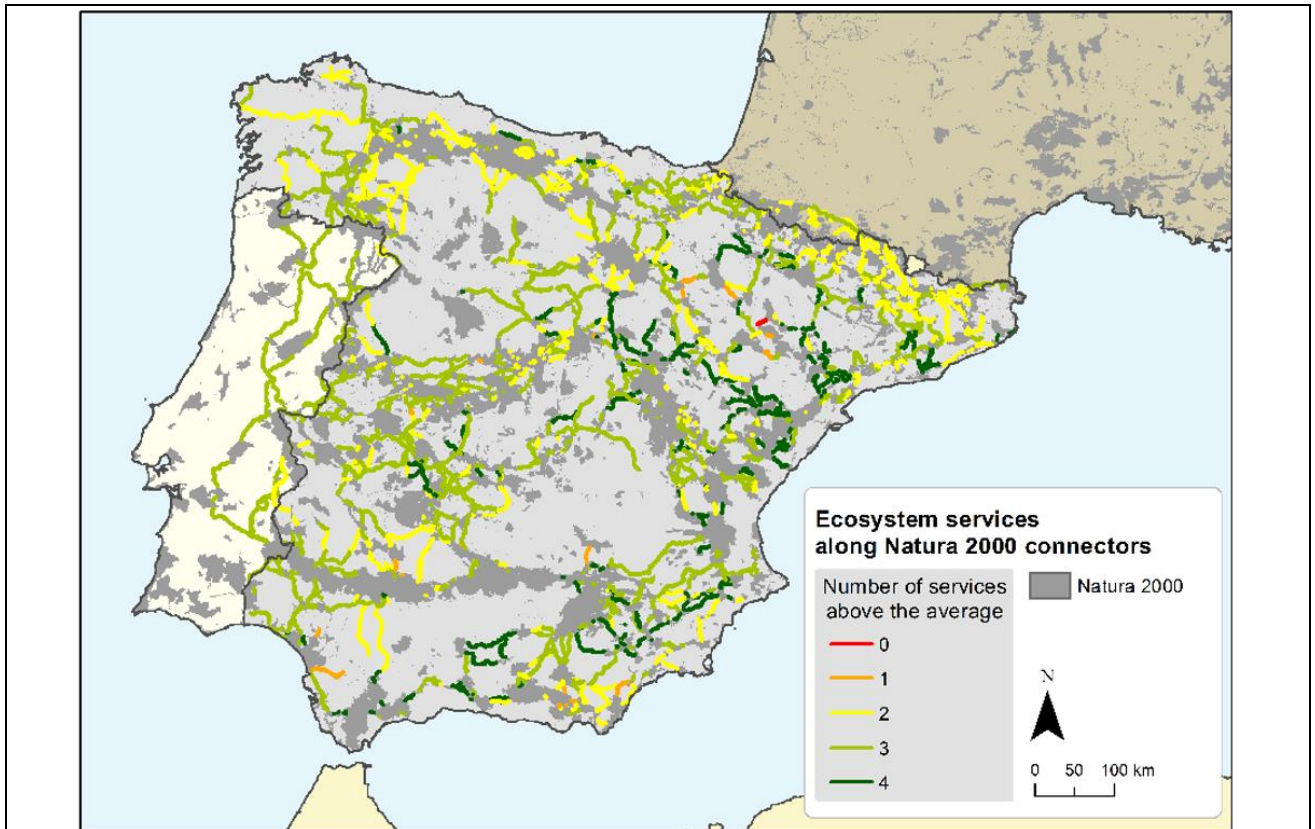 Ecosystem services
along Natura 2000 connectors
Number of services
above the average
0
1
2
3
4
Natura 2000
N
0 50 100 km